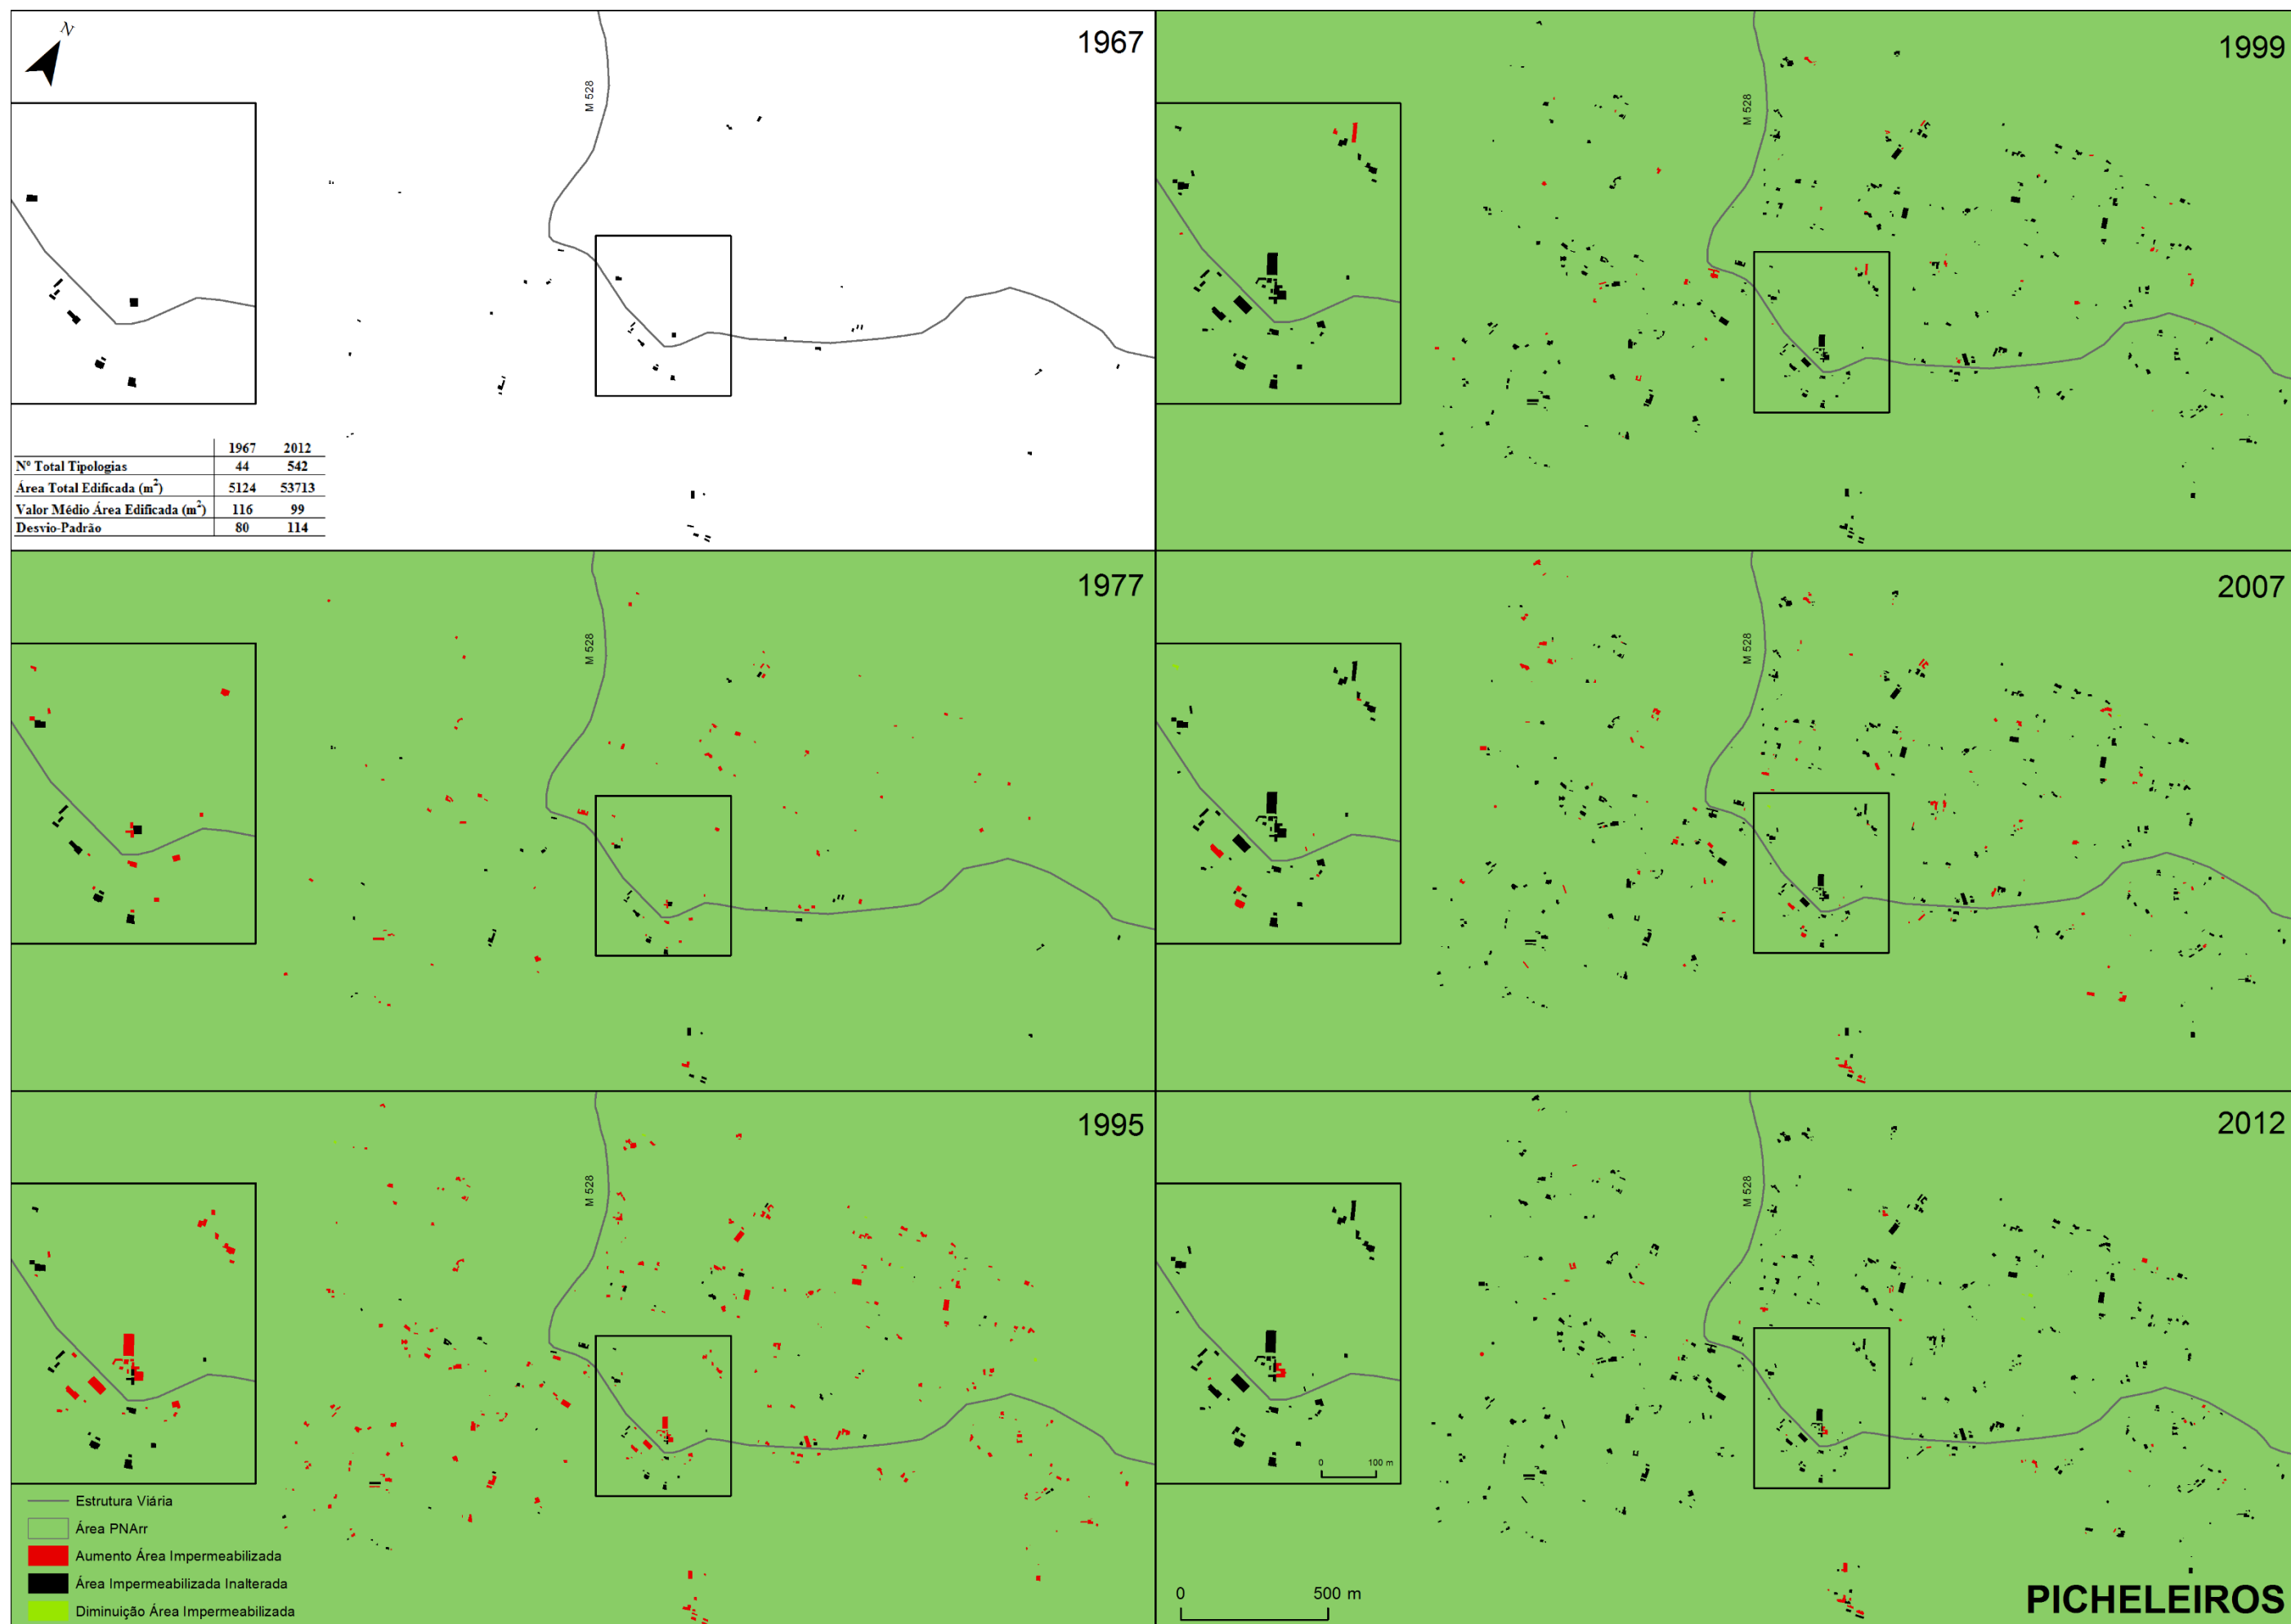 N
1967
M 528
1967 2012
Nº Total Tipologias 44 542
Área Total Edificada (m²) 5124 53713
Valor Médio Área Edificada (m²) 116 99
Desvio-Padrão 80 114
1999
M 528
1977
M 528
2007
M 528
1995
M 528
Estrutura Viária
Área PNArr
Aumento Área Impermeabilizada
Área Impermeabilizada Inalterada
Diminuição Área Impermeabilizada
2012
M 528
0 100 m
0 500 m
PICHELEIROS